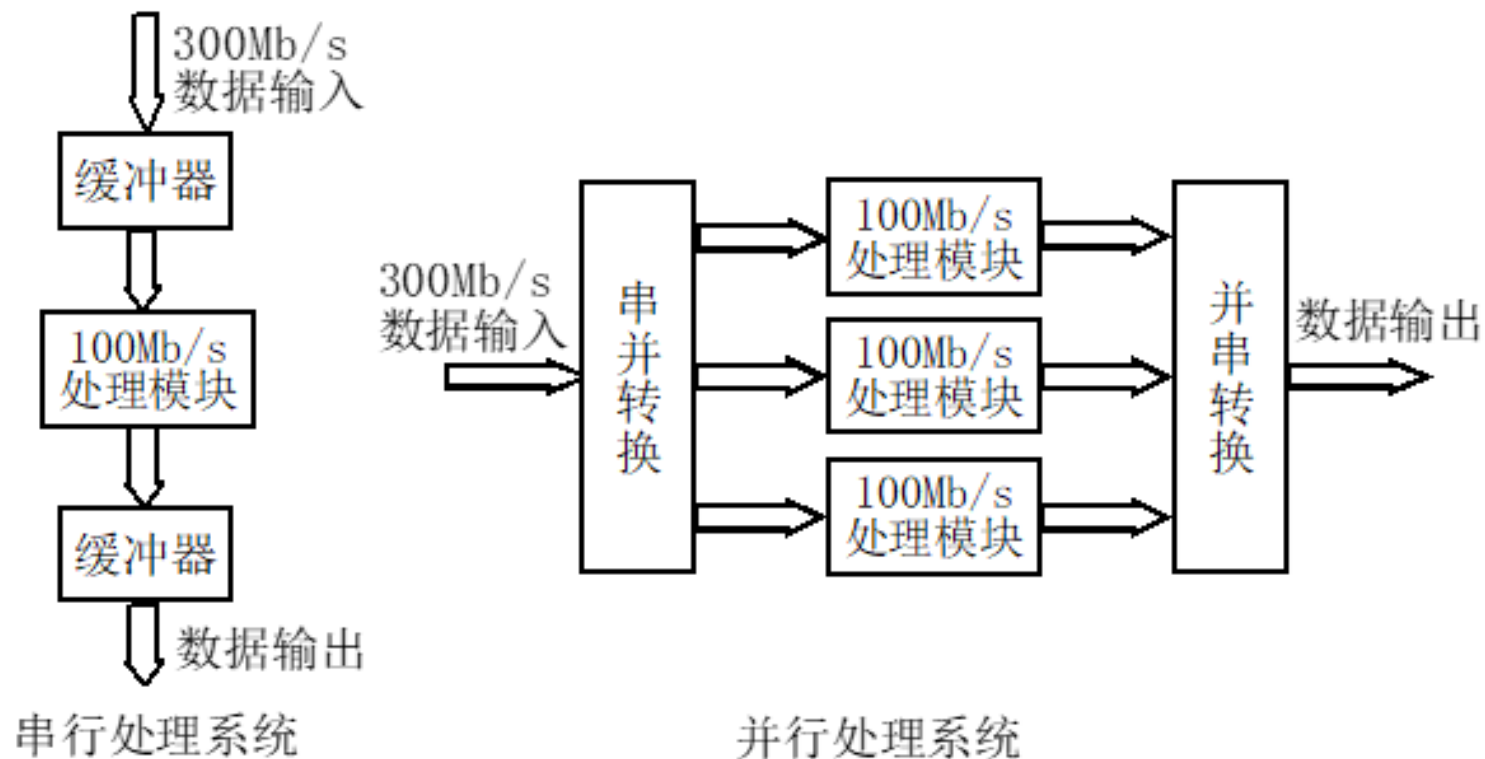 300Mb/s
数据输入
缓冲器
100Mb/s
处理模块
缓冲器
数据输出
串行处理系统
300Mb/s
数据输入
串并转换
100Mb/s
处理模块
100Mb/s
处理模块
100Mb/s
处理模块
并串转换
数据输出
并行处理系统